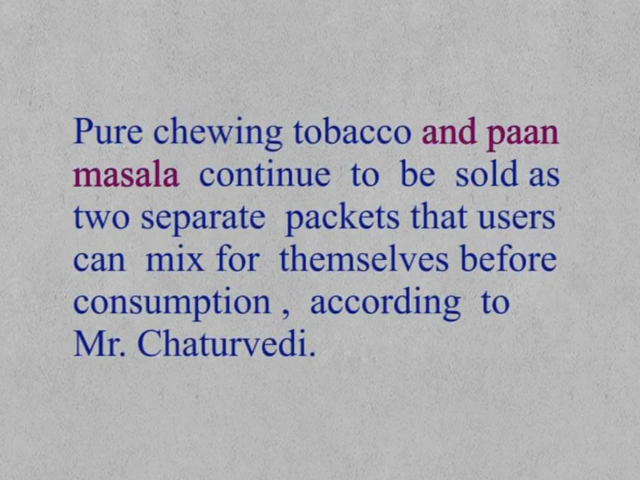 Pure chewing tobacco and paan
masala continue to be sold as
two separate packets that users
can mix for themselves before
consumption , according to
Mr. Chaturvedi.